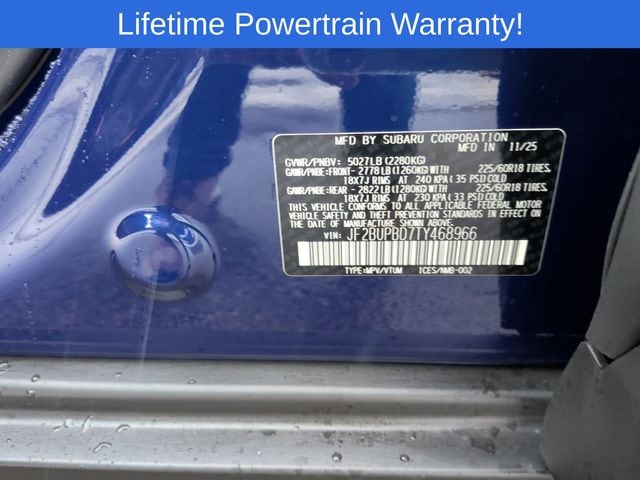 Lifetime Powertrain Warranty!
MFD BY SUBARU CORPORATION 11/25
GVWR/PNBV: 5027LB(2280KG)
GAWR/PNBE:FRONT-2778LB(1260KG)WITH 225/60R18 TIRES,
18X7J RIMS AT 240 KPA(35 PSI)COLD
GAWR/PNBE:REAR -2822LB(1280KG)WITH 225/60R18 TIRES,
18X7J RIMS AT 230 KPA(33 PSI)COLD
THIS VEHICLE CONFORMS TO ALL APPLICABLE FEDERAL MOTOR
VEHICLE SAFETY AND THEFT PREVENTION STANDARDS IN EFFECT ON
THE DATE OF MANUFACTURE SHOWN ABOVE.
VIN: JF2BUPBD7TY468966
TYPE:MPV/VTUM ICES/NMB-002